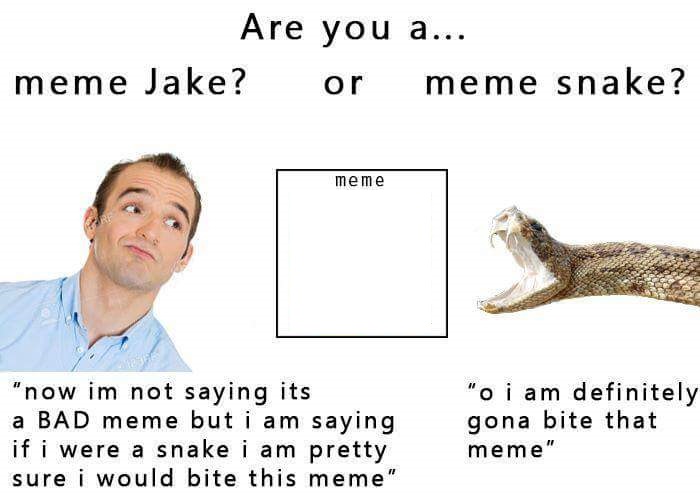 Are you a...
meme Jake? or meme snake?
meme
"now im not saying its
a BAD meme but i am saying
if i were a snake i am pretty
sure i would bite this meme"
"o i am definitely
gona bite that
meme"